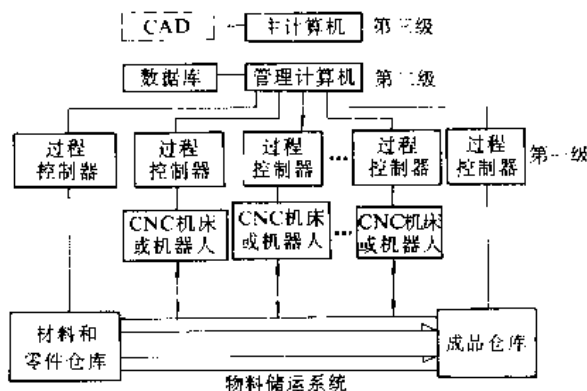 CAD
主计算机
第三级
数据库
管理计算机
第二级
过程
控制器
过程
控制器
过程
控制器
···
过程
控制器
过程
控制器
第一级
CNC机床
或机器人
CNC机床
或机器人
···
CNC机床
或机器人
材料和
零件仓库
成品仓库
物料储运系统